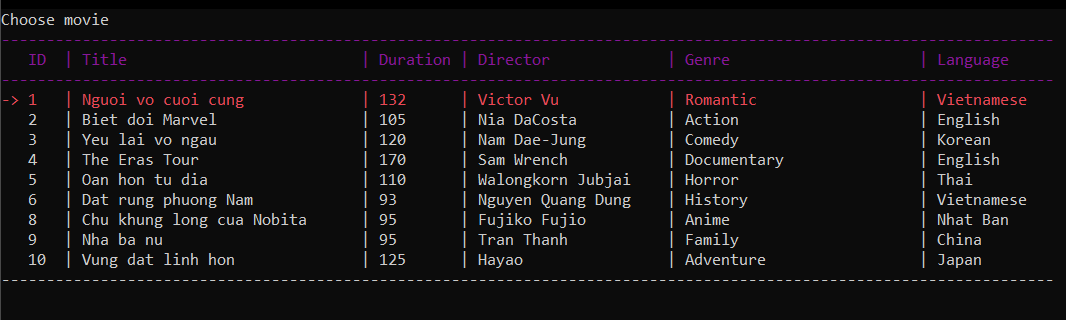 Choose movie
ID | Title | Duration | Director | Genre | Language
-> 1 | Nguoi vo cuoi cung | 132 | Victor Vu | Romantic | Vietnamese
2 | Biet doi Marvel | 105 | Nia DaCosta | Action | English
3 | Yeu lai vo ngau | 120 | Nam Dae-Jung | Comedy | Korean
4 | The Eras Tour | 170 | Sam Wrench | Documentary | English
5 | Oan hon tu dia | 110 | Walongkorn Jubjai | Horror | Thai
6 | Dat rung phuong Nam | 93 | Nguyen Quang Dung | History | Vietnamese
8 | Chu khung long cua Nobita | 95 | Fujiko Fujio | Anime | Nhat Ban
9 | Nha ba nu | 95 | Tran Thanh | Family | China
10 | Vung dat linh hon | 125 | Hayao | Adventure | Japan